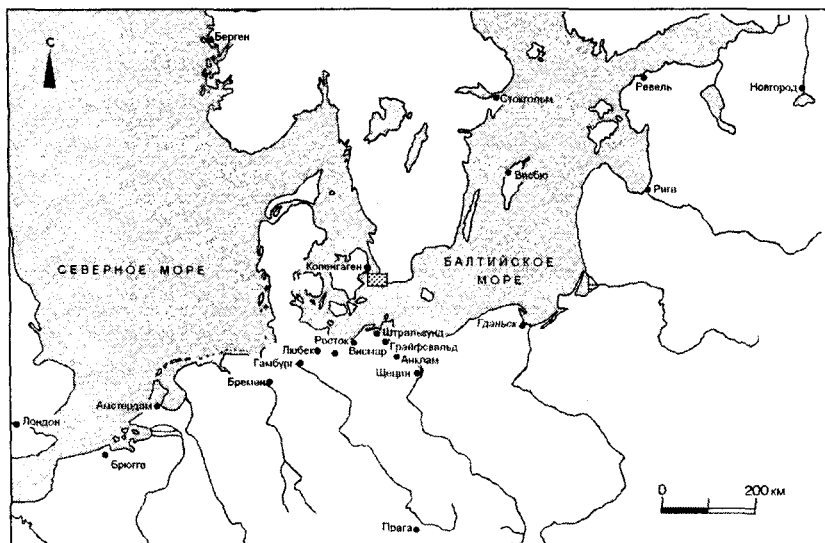 Берген
С
Стокгольм
Ревель
Новгород
Висбю
Рига
СЕВЕРНОЕ МОРЕ
Копенгаген
БАЛТИЙСКОЕ
МОРЕ
Гданьск
Штральзунд
Росток
Грайфсвальд
Любек
Висмар
Анклам
Гамбург
Щецин
Бремен
Амстердам
Лондон
Брюгге
0 200 км
Прага